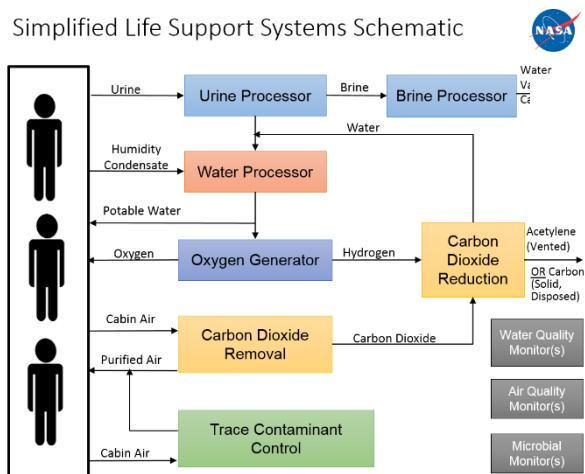 Simplified Life Support Systems Schematic
NASA
Urine
Urine Processor
Brine
Brine Processor
Water
Water
Humidity
Condensate
Water Processor
Potable Water
Oxygen
Oxygen Generator
Hydrogen
Carbon
Dioxide
Reduction
Acetylene
(Vented)
OR Carbon
(Solid,
Disposed)
Cabin Air
Carbon Dioxide
Removal
Carbon Dioxide
Purified Air
Water Quality
Monitor(s)
Air Quality
Monitor(s)
Trace Contaminant
Control
Cabin Air
Microbial
Monitor(s)